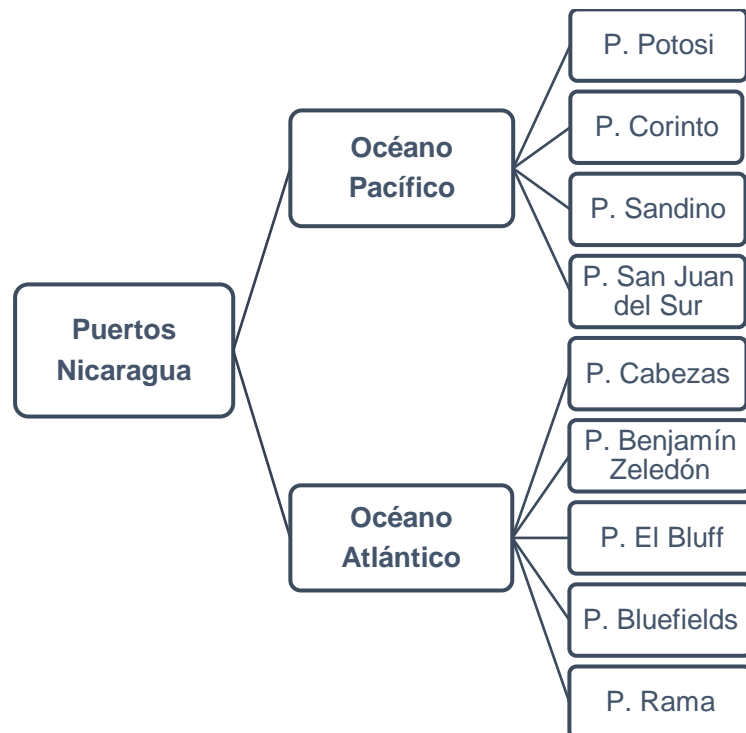 Puertos
Nicaragua
Océano
Pacífico
P. Potosi
P. Corinto
P. Sandino
P. San Juan
del Sur
Océano
Atlántico
P. Cabezas
P. Benjamín
Zeledón
P. El Bluff
P. Bluefields
P. Rama